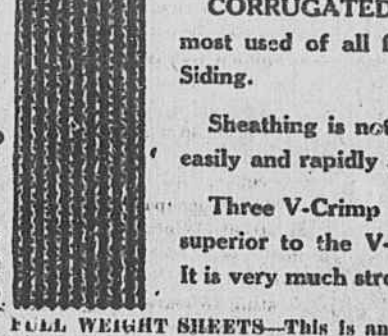 CORRUGATED
most used of all f
Siding.
Sheathing is not
easily and rapidly
Three V-Crimp
superior to the V-
It is very much stro
FULL WEIGHT SHEETS—This is an